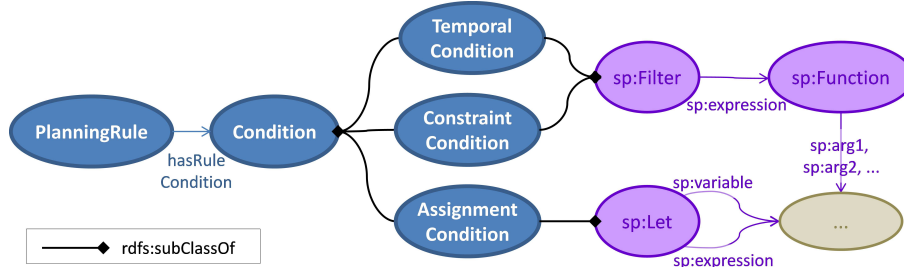 Temporal
Condition
sp:Filter
sp:Function
sp:expression
PlanningRule
hasRule
Condition
Condition
Constraint
Condition
sp:arg1,
sp:arg2, ...
Assignment
Condition
sp:variable
sp:Let
sp:expression
...
rdfs:subClassOf